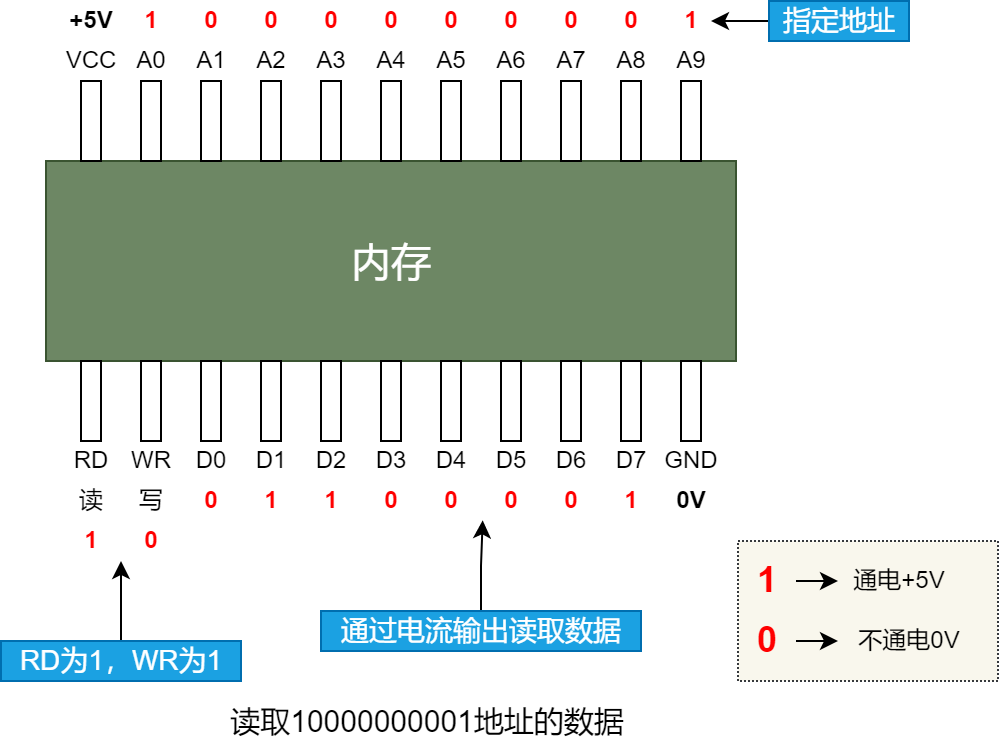 +5V 1 0 0 0 0 0 0 0 0 1 指定地址
VCC A0 A1 A2 A3 A4 A5 A6 A7 A8 A9
内存
RD WR D0 D1 D2 D3 D4 D5 D6 D7 GND
读 写 0 1 1 0 0 0 0 1 0V
1 0
1 通电+5V
0 不通电0V
通过电流输出读取数据
RD为1，WR为1
读取10000000001地址的数据